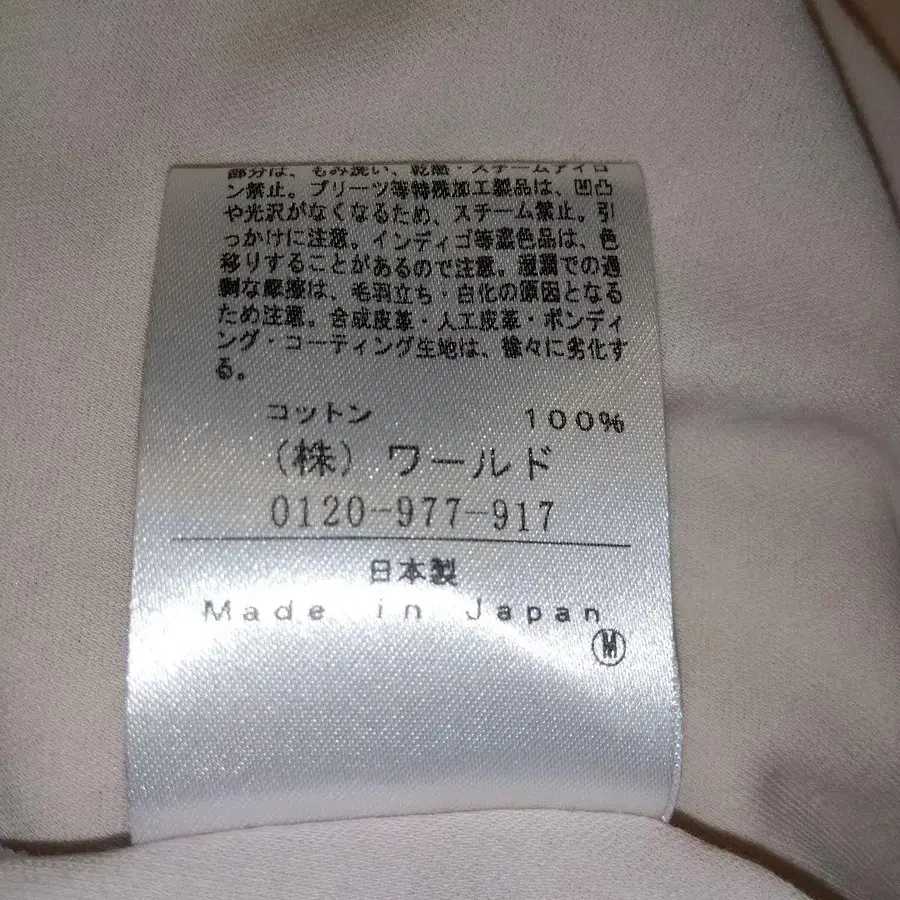 部分は、もみ洗い、乾燥・スチームアイロ
ン禁止。プリーツ等特殊加工製品は、凹凸
や光沢がなくなるため、スチーム禁止。引
っかけに注意。インディゴ等濃色品は、色
移りすることがあるので注意。湿潤での過
剰な摩擦は、毛羽立ち・白化の原因となる
ため注意。合成皮革・人工皮革・ボンディ
ング・コーティング生地は、徐々に劣化す
る。
コットン 100%
(株)ワールド
0120-977-917
日本製
Made in Japan
Ⓜ